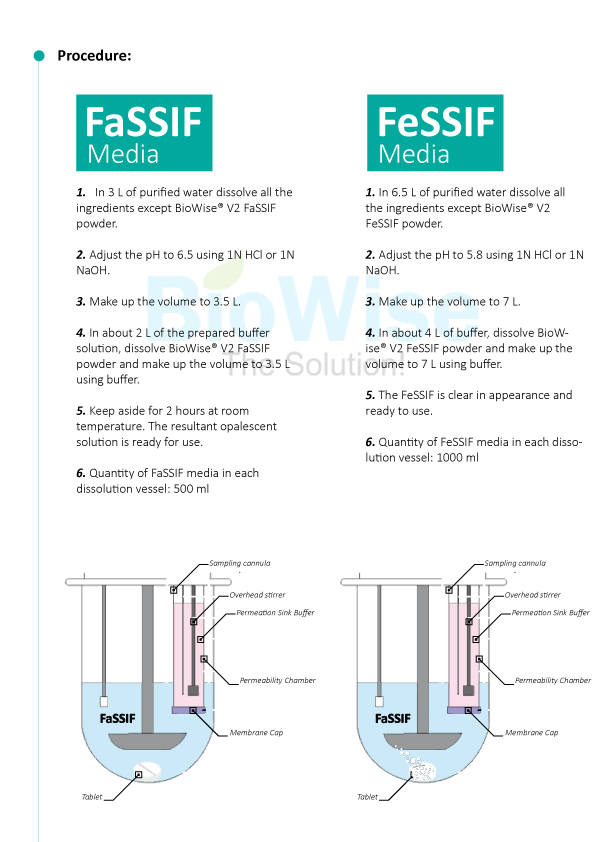 Procedure:
FaSSIF
Media
1. In 3 L of purified water dissolve all the
ingredients except BioWise® V2 FaSSIF
powder.
2. Adjust the pH to 6.5 using 1N HCl or 1N
NaOH.
3. Make up the volume to 3.5 L.
4. In about 2 L of the prepared buffer
solution, dissolve BioWise® V2 FaSSIF
powder and make up the volume to 3.5 L
using buffer.
5. Keep aside for 2 hours at room
temperature. The resultant opalescent
solution is ready for use.
6. Quantity of FaSSIF media in each
dissolution vessel: 500 ml
FeSSIF
Media
1. In 6.5 L of purified water dissolve all
the ingredients except BioWise® V2
FeSSIF powder.
2. Adjust the pH to 5.8 using 1N HCl or 1N
NaOH.
3. Make up the volume to 7 L.
4. In about 4 L of buffer, dissolve BioW-
ise® V2 FeSSIF powder and make up the
volume to 7 L using buffer.
5. The FeSSIF is clear in appearance and
ready to use.
6. Quantity of FeSSIF media in each disso-
lution vessel: 1000 ml
BioWise
The Solution!
Sampling cannula
Overhead stirrer
Permeation Sink Buffer
Permeability Chamber
FaSSIF
Membrane Cap
Tablet
Sampling cannula
Overhead stirrer
Permeation Sink Buffer
Permeability Chamber
FaSSIF
Membrane Cap
Tablet